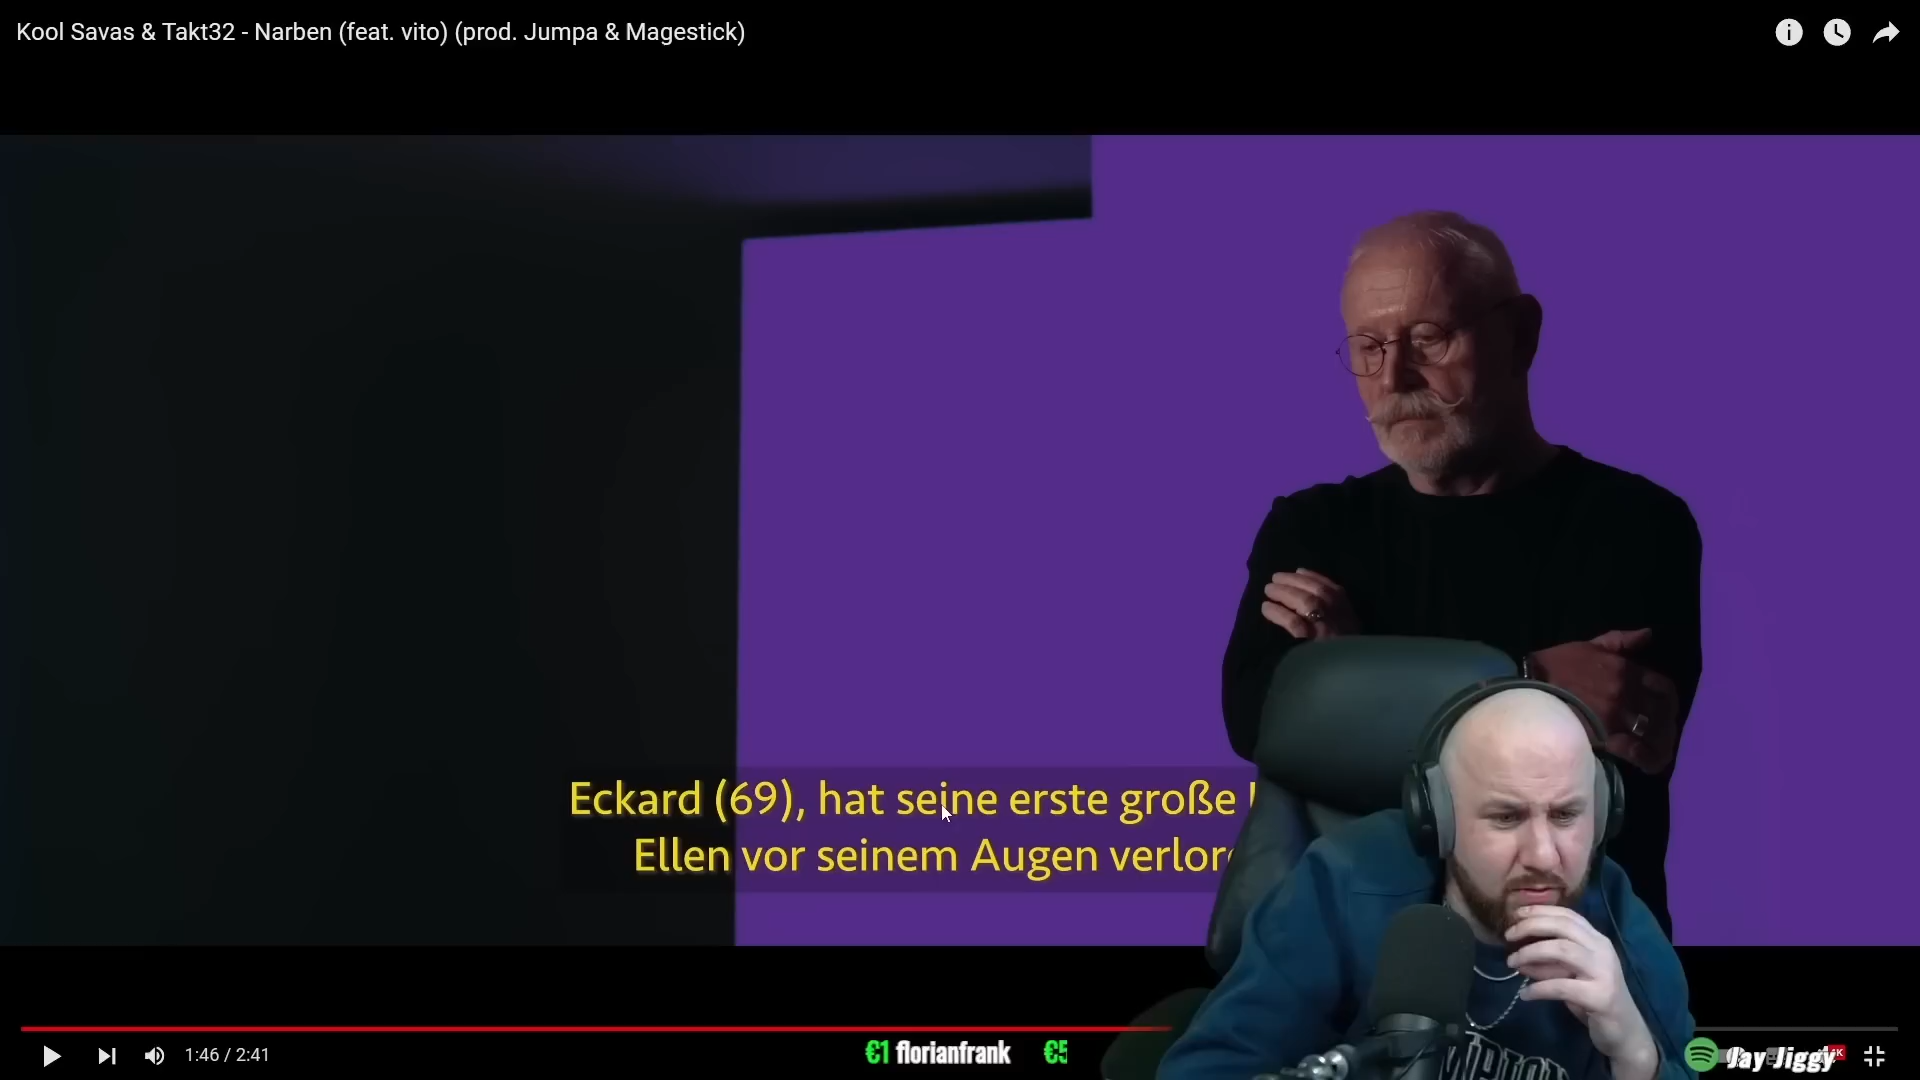 Kool Savas & Takt32 - Narben (feat. vito) (prod. Jumpa & Magestick)
Eckard (69), hat seine erste große
Ellen vor seinem Augen
1:46 / 2:41
€1 florianfrank €5
Jay Jiggy